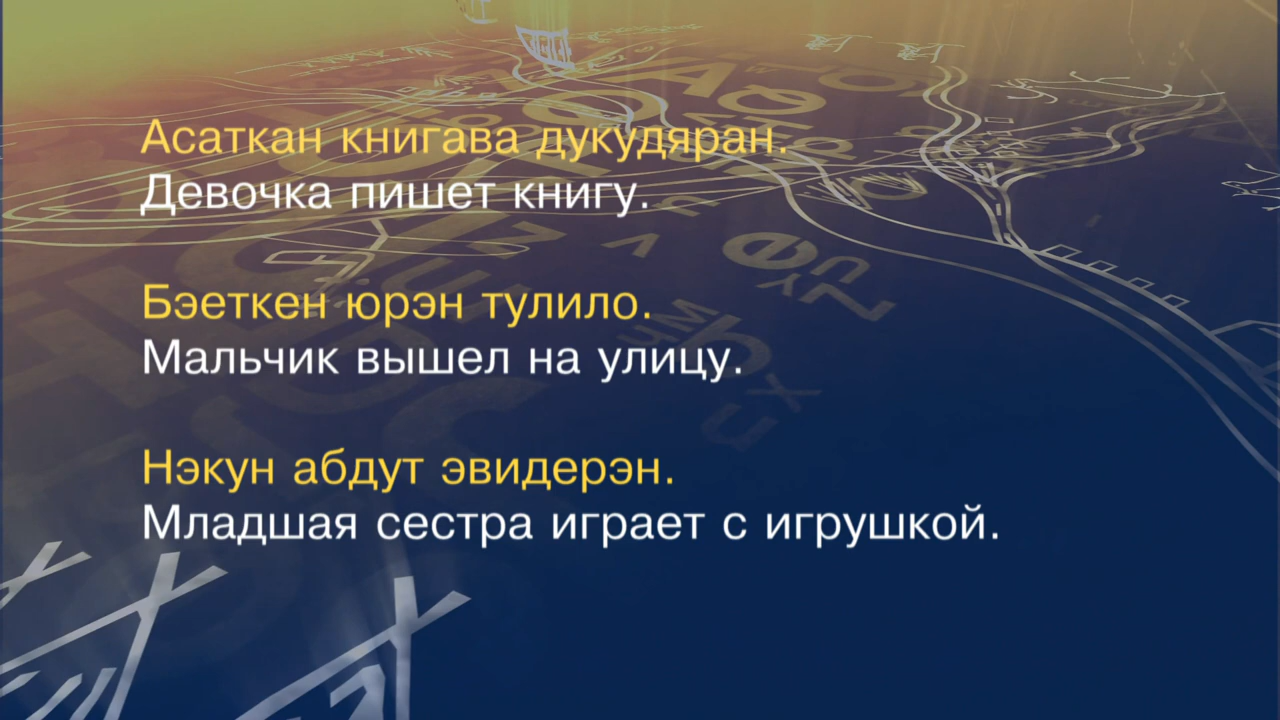 Асаткан книгава дукудяран.
Девочка пишет книгу.
Бэеткен юрэн тулило.
Мальчик вышел на улицу.
Нэкун абдут эвидерэн.
Младшая сестра играет с игрушкой.